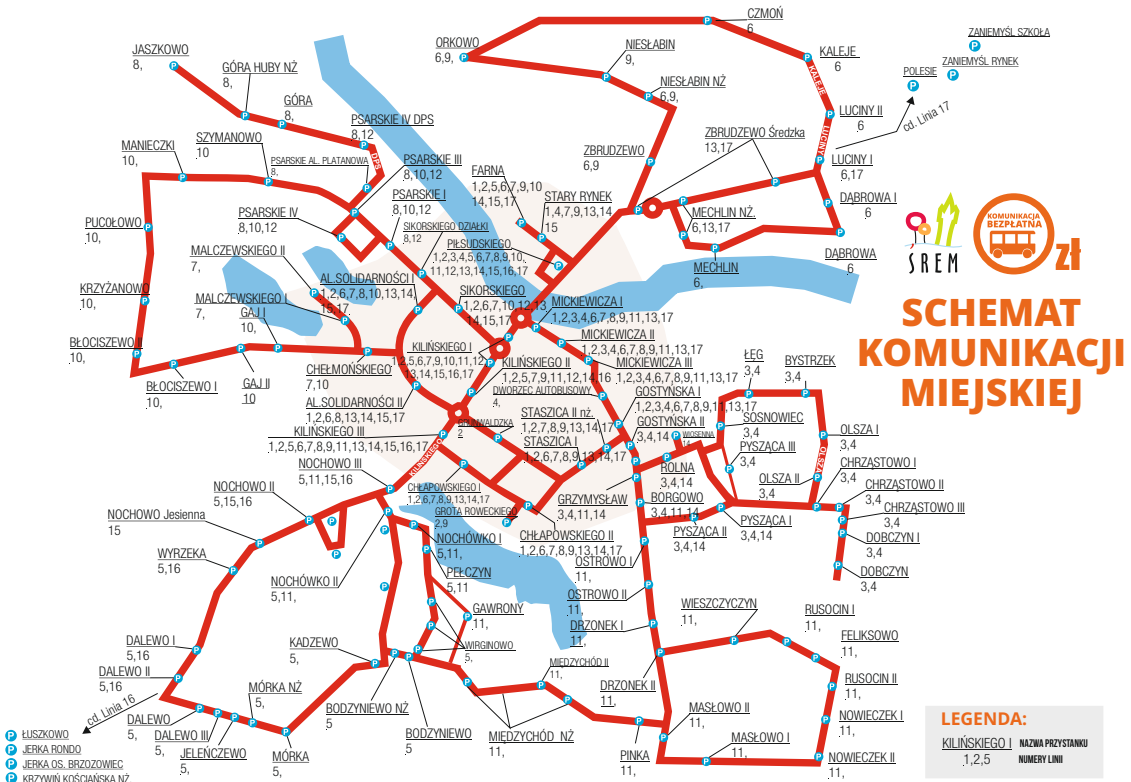 JASZKOWO
8,
GÓRA HUBY NŻ
8,
GÓRA
8,
PSARSKIE IV DPS
8,12
DPS
SZYMANOWO
10
MANIECZKI
10,
PSARSKIE AL. PLATANOWA
8,
PSARSKIE III
8,10,12
PSARSKIE I
8,10,12
PSARSKIE IV
8,10,12
SIKORSKIEGO DZIAŁKI
8,12
PUCOŁOWO
10,
MALCZEWSKIEGO II
7,
MALCZEWSKIEGO I
7,
KRZYŻANOWO
10,
GAJ I
10,
BŁOCISZEWO II
10,
BŁOCISZEWO I
10,
GAJ II
10
AL.SOLIDARNOŚCI I
1,2,6,7,8,10,13,14,
15,17
CHEŁMOŃSKIEGO
7,10
AL.SOLIDARNOŚCI II
1,2,6,8,13,14,15,17
ORKOWO
6,9,
NIESŁABIN
9,
NIESŁABIN NŻ
6,9,
CZMOŃ
6
KALEJE
6
KALEJE
LUCINY II
6
LUCINY
LUCINY I
6,17
ZBRUDZEWO Średzka
13,17
ZBRUDZEWO
6,9
DĄBROWA I
6
DĄBROWA
6
MECHLIN NŻ.
6,13,17
MECHLIN
6,
ZANIEMYŚL SZKOŁA
ZANIEMYŚL RYNEK
POLESIE
cd. Linia 17
FARNA
1,2,5,6,7,9,10
14,15,17
STARY RYNEK
1,4,7,9,13,14
15
PIŁSUDSKIEGO
1,2,3,4,5,6,7,8,9,10,
11,12,13,14,15,16,17
SIKORSKIEGO
1,2,6,7,10,12,13
14,15,17
MICKIEWICZA I
1,2,3,4,6,7,8,9,11,13,17
MICKIEWICZA II
1,2,3,4,6,7,8,9,11,13,17
MICKIEWICZA III
1,2,3,4,6,7,8,9,11,13,17
KILIŃSKIEGO I
1,2,5,6,7,9,10,11,12
13,14,15,16,17
KILIŃSKIEGO II
1,2,5,7,9,11,12,14,16
DWORZEC AUTOBUSOWY
4,
GOSTYŃSKA I
1,2,3,4,6,7,8,9,11,13,17
GOSTYŃSKA II
3,4,14
WIOSENNA
14
GRUNWALDZKA
2
STASZICA II nż.
1,2,7,8,9,13,14,17
STASZICA I
1,2,6,7,8,9,13,14,17
KILIŃSKIEGO III
1,2,5,6,7,8,9,11,13,14,15,16,17
KILIŃSKIEGO
CHŁAPOWSKIEGO I
1,2,6,7,8,9,13,14,17
GROTA ROWECKIEGO
2,9
CHŁAPOWSKIEGO II
1,2,6,7,8,9,13,14,17
GRZYMYSŁAW
3,4,11,14
ROLNA
3,4,14
BORGOWO
3,4,11,14
PYSZĄCA II
3,4,14
PYSZĄCA I
3,4,14
PYSZĄCA III
3,4
SOSNOWIEC
3,4
ŁĘG
3,4
BYSTRZEK
3,4
OLSZA I
3,4
OLSZA
OLSZA II
3,4
CHRZĄSTOWO I
3,4
CHRZĄSTOWO II
3,4
CHRZĄSTOWO III
3,4
DOBCZYN I
3,4
DOBCZYN
3,4
NOCHOWO III
5,11,15,16
NOCHOWO II
5,15,16
NOCHOWO Jesienna
15
WYRZEKA
5,16
NOCHÓWKO II
5,11,
NOCHÓWKO I
5,11,
PEŁCZYN
5,11
GAWRONY
11,
WIRGINOWO
5,
DALEWO I
5,16
DALEWO II
5,16
cd. Linia 16
DALEWO
5,
DALEWO III
5,
JELEŃCZEWO
5,
MÓRKA NŻ
5,
MÓRKA
5,
KADZEWO
5,
BODZYNIEWO NŻ
5
BODZYNIEWO
5
MIĘDZYCHÓD II
11,
MIĘDZYCHÓD NŻ
11,
OSTROWO I
11,
OSTROWO II
11,
DRZONEK I
11,
DRZONEK II
11,
PINKA
11,
MASŁOWO II
11,
MASŁOWO I
11,
WIESZCZYCZYN
11,
RUSOCIN I
11,
FELIKSOWO
11,
RUSOCIN II
11,
NOWIECZEK I
11,
NOWIECZEK II
11,
ŁUSZKOWO
JERKA RONDO
JERKA OS. BRZOZOWIEC
KRZYWIŃ KOŚCIAŃSKA NŻ
ŚREM
KOMUNIKACJA
BEZPŁATNA
0zł
SCHEMAT
KOMUNIKACJI
MIEJSKIEJ
LEGENDA:
KILIŃSKIEGO I NAZWA PRZYSTANKU
1,2,5 NUMERY LINII